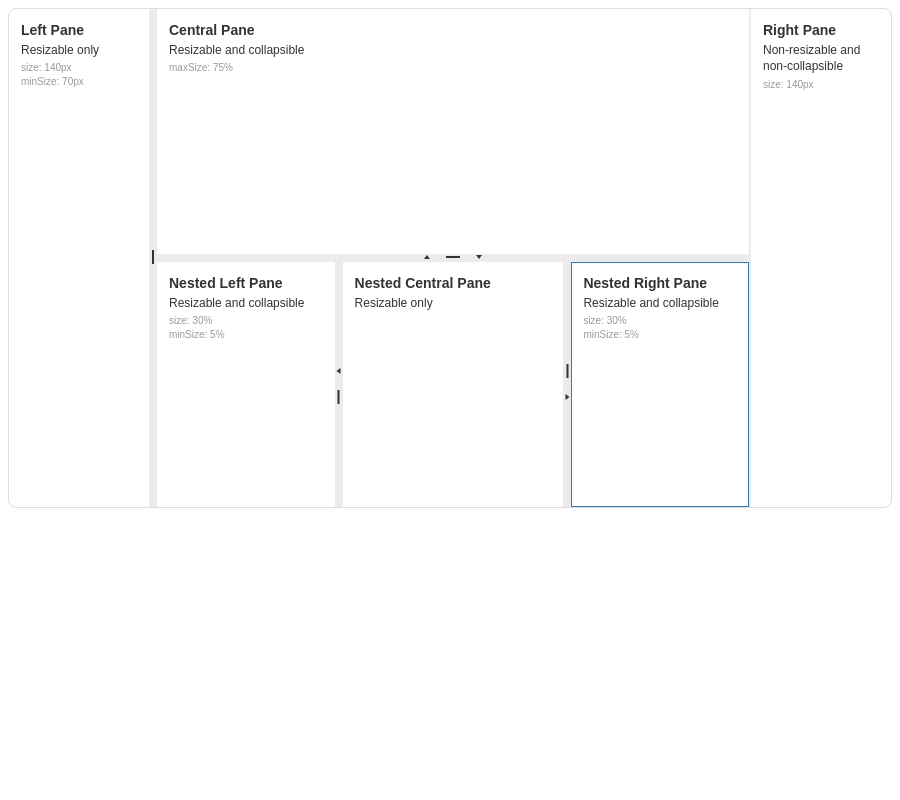 Left Pane
Resizable only
size: 140px
minSize: 70px
Central Pane
Resizable and collapsible
maxSize: 75%
Right Pane
Non-resizable and
non-collapsible
size: 140px
Nested Left Pane
Resizable and collapsible
size: 30%
minSize: 5%
Nested Central Pane
Resizable only
Nested Right Pane
Resizable and collapsible
size: 30%
minSize: 5%